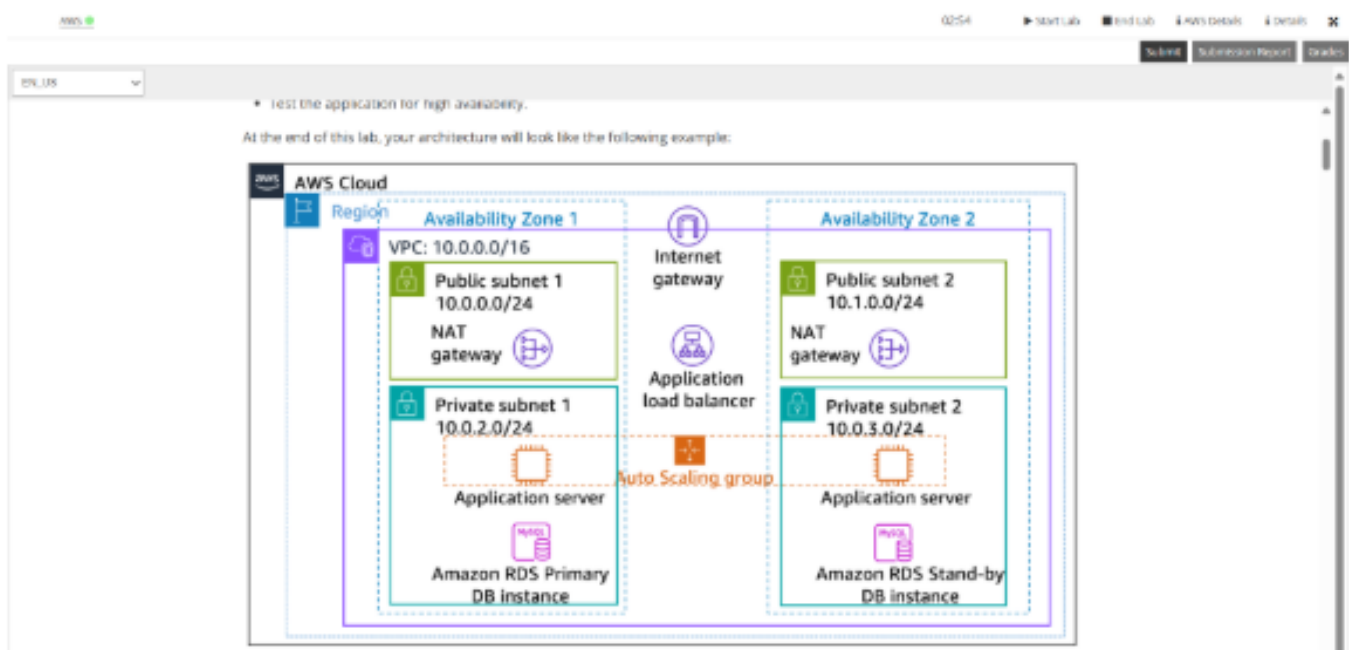 AWS
02:54
Start Lab
End Lab
AWS Details
Details
Submit
Submission Report
Grades
EN_US
Test the application for high availability.
At the end of this lab, your architecture will look like the following example:
aws
AWS Cloud
Region
Availability Zone 1
Availability Zone 2
VPC: 10.0.0.0/16
Internet
gateway
Public subnet 1
10.0.0.0/24
NAT
gateway
Public subnet 2
10.1.0.0/24
NAT
gateway
Application
load balancer
Private subnet 1
10.0.2.0/24
Private subnet 2
10.0.3.0/24
Auto Scaling group
Application server
Application server
MySQL
Amazon RDS Primary
DB instance
MySQL
Amazon RDS Stand-by
DB instance